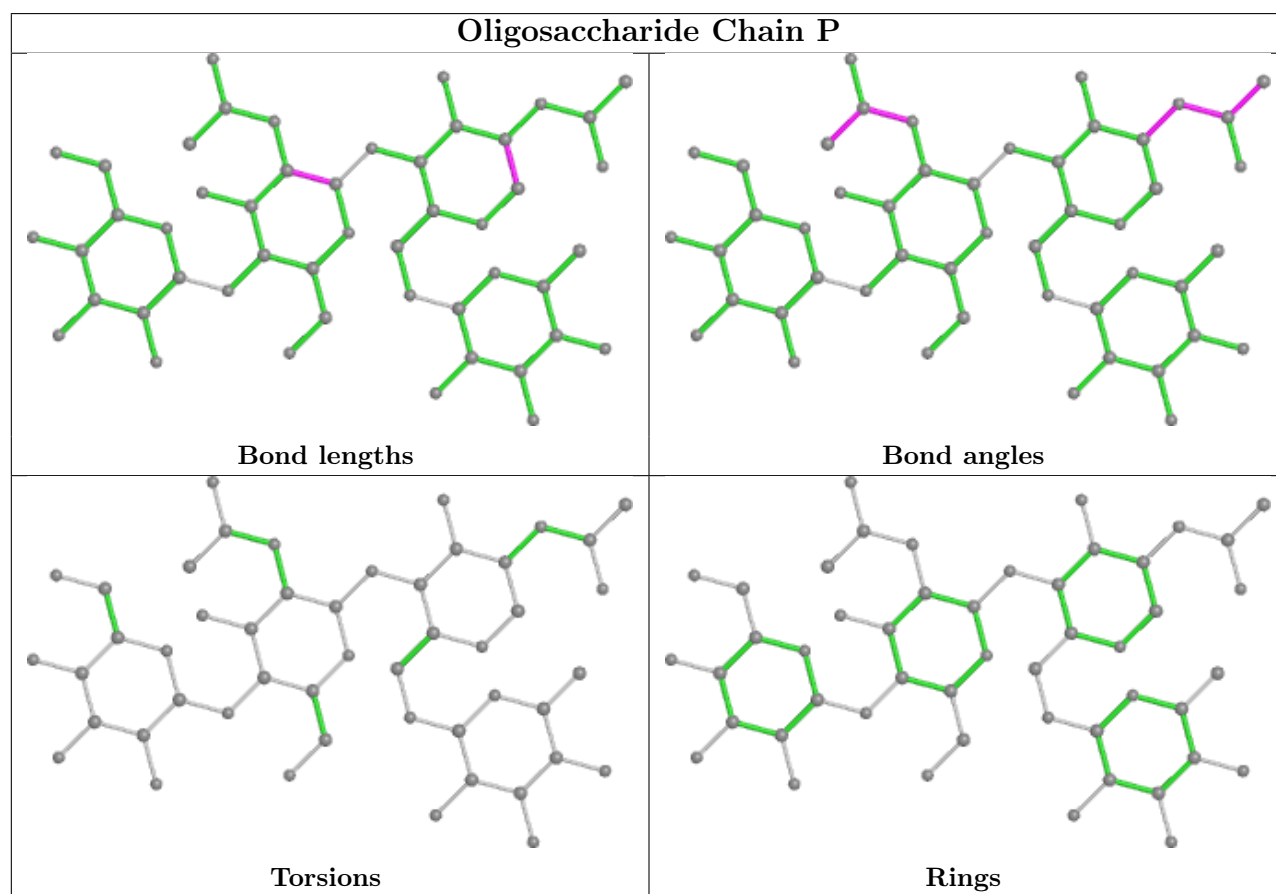 Oligosaccharide Chain P
Bond lengths
Bond angles
Torsions
Rings